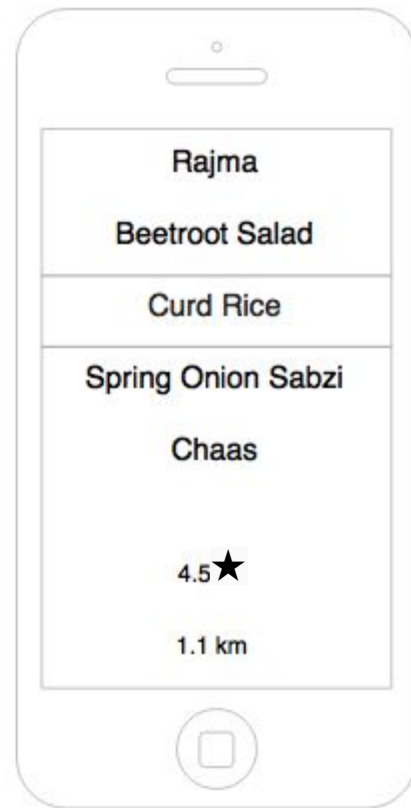 Rajma
Beetroot Salad
Curd Rice
Spring Onion Sabzi
Chaas
4.5★
1.1 km